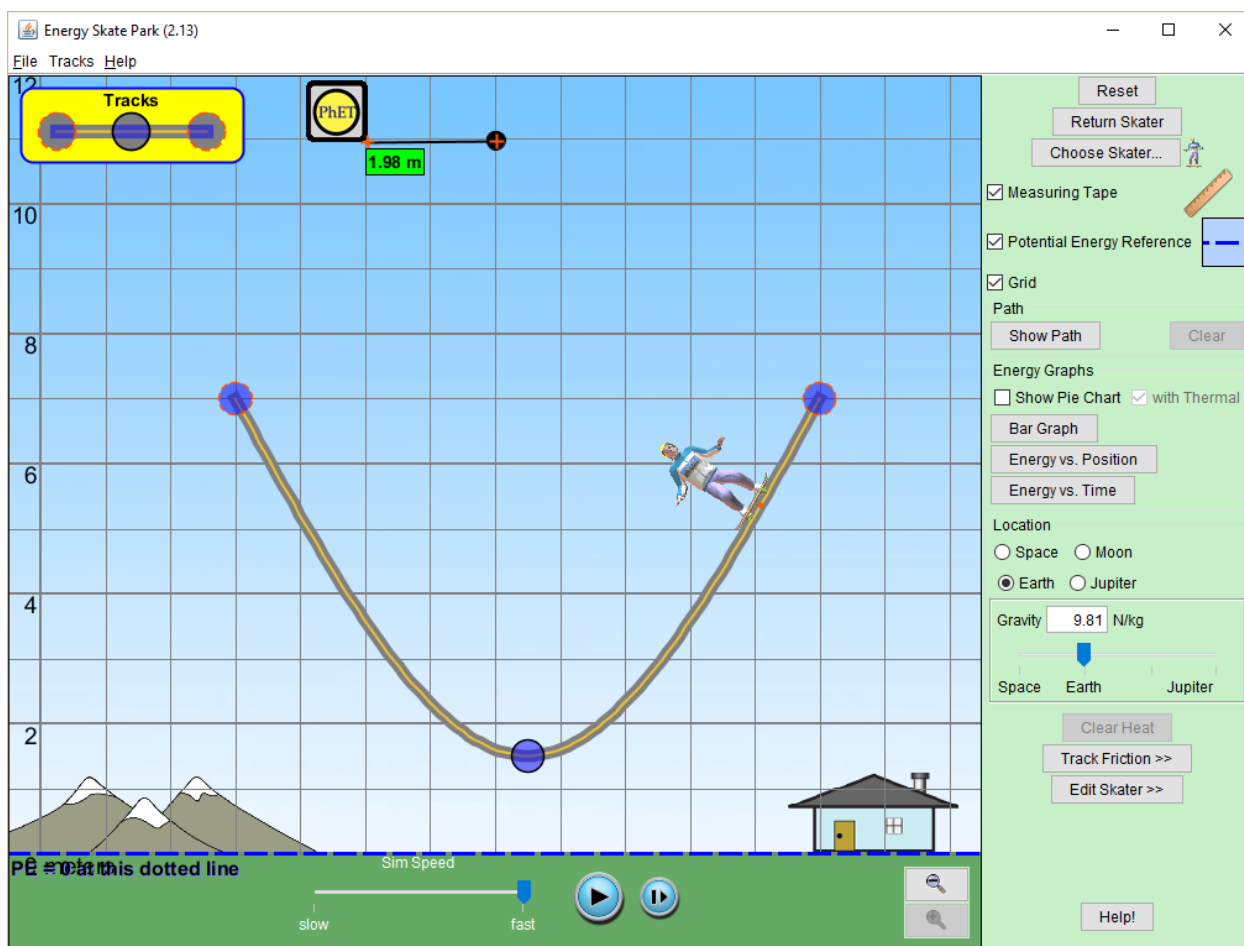 Energy Skate Park (2.13)
File Tracks Help
12
Tracks
PhET
1.98 m
10
8
6
4
2
PE = 0 at this dotted line
Sim Speed
slow
fast
Reset
Return Skater
Choose Skater...
Measuring Tape
Potential Energy Reference
Grid
Path
Show Path Clear
Energy Graphs
Show Pie Chart with Thermal
Bar Graph
Energy vs. Position
Energy vs. Time
Location
Space Moon
Earth Jupiter
Gravity 9.81 N/kg
Space Earth Jupiter
Clear Heat
Track Friction >>
Edit Skater >>
Help!